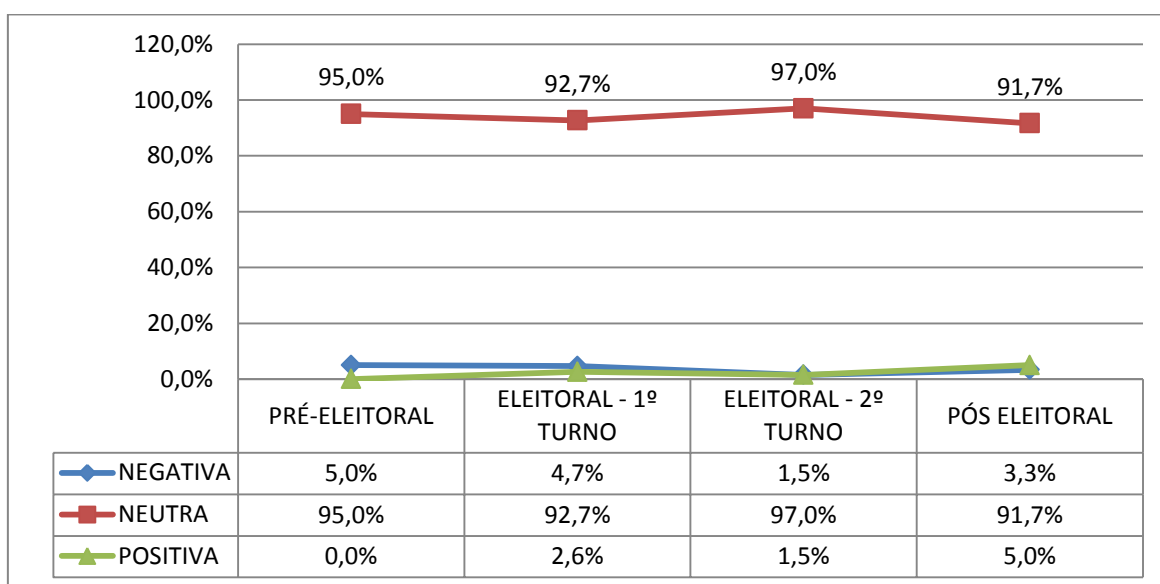 120,0%
100,0%
80,0%
60,0%
40,0%
20,0%
0,0%
95,0% 92,7% 97,0% 91,7%
PRÉ-ELEITORAL ELEITORAL - 1º TURNO ELEITORAL - 2º TURNO PÓS ELEITORAL
NEGATIVA 5,0% 4,7% 1,5% 3,3%
NEUTRA 95,0% 92,7% 97,0% 91,7%
POSITIVA 0,0% 2,6% 1,5% 5,0%